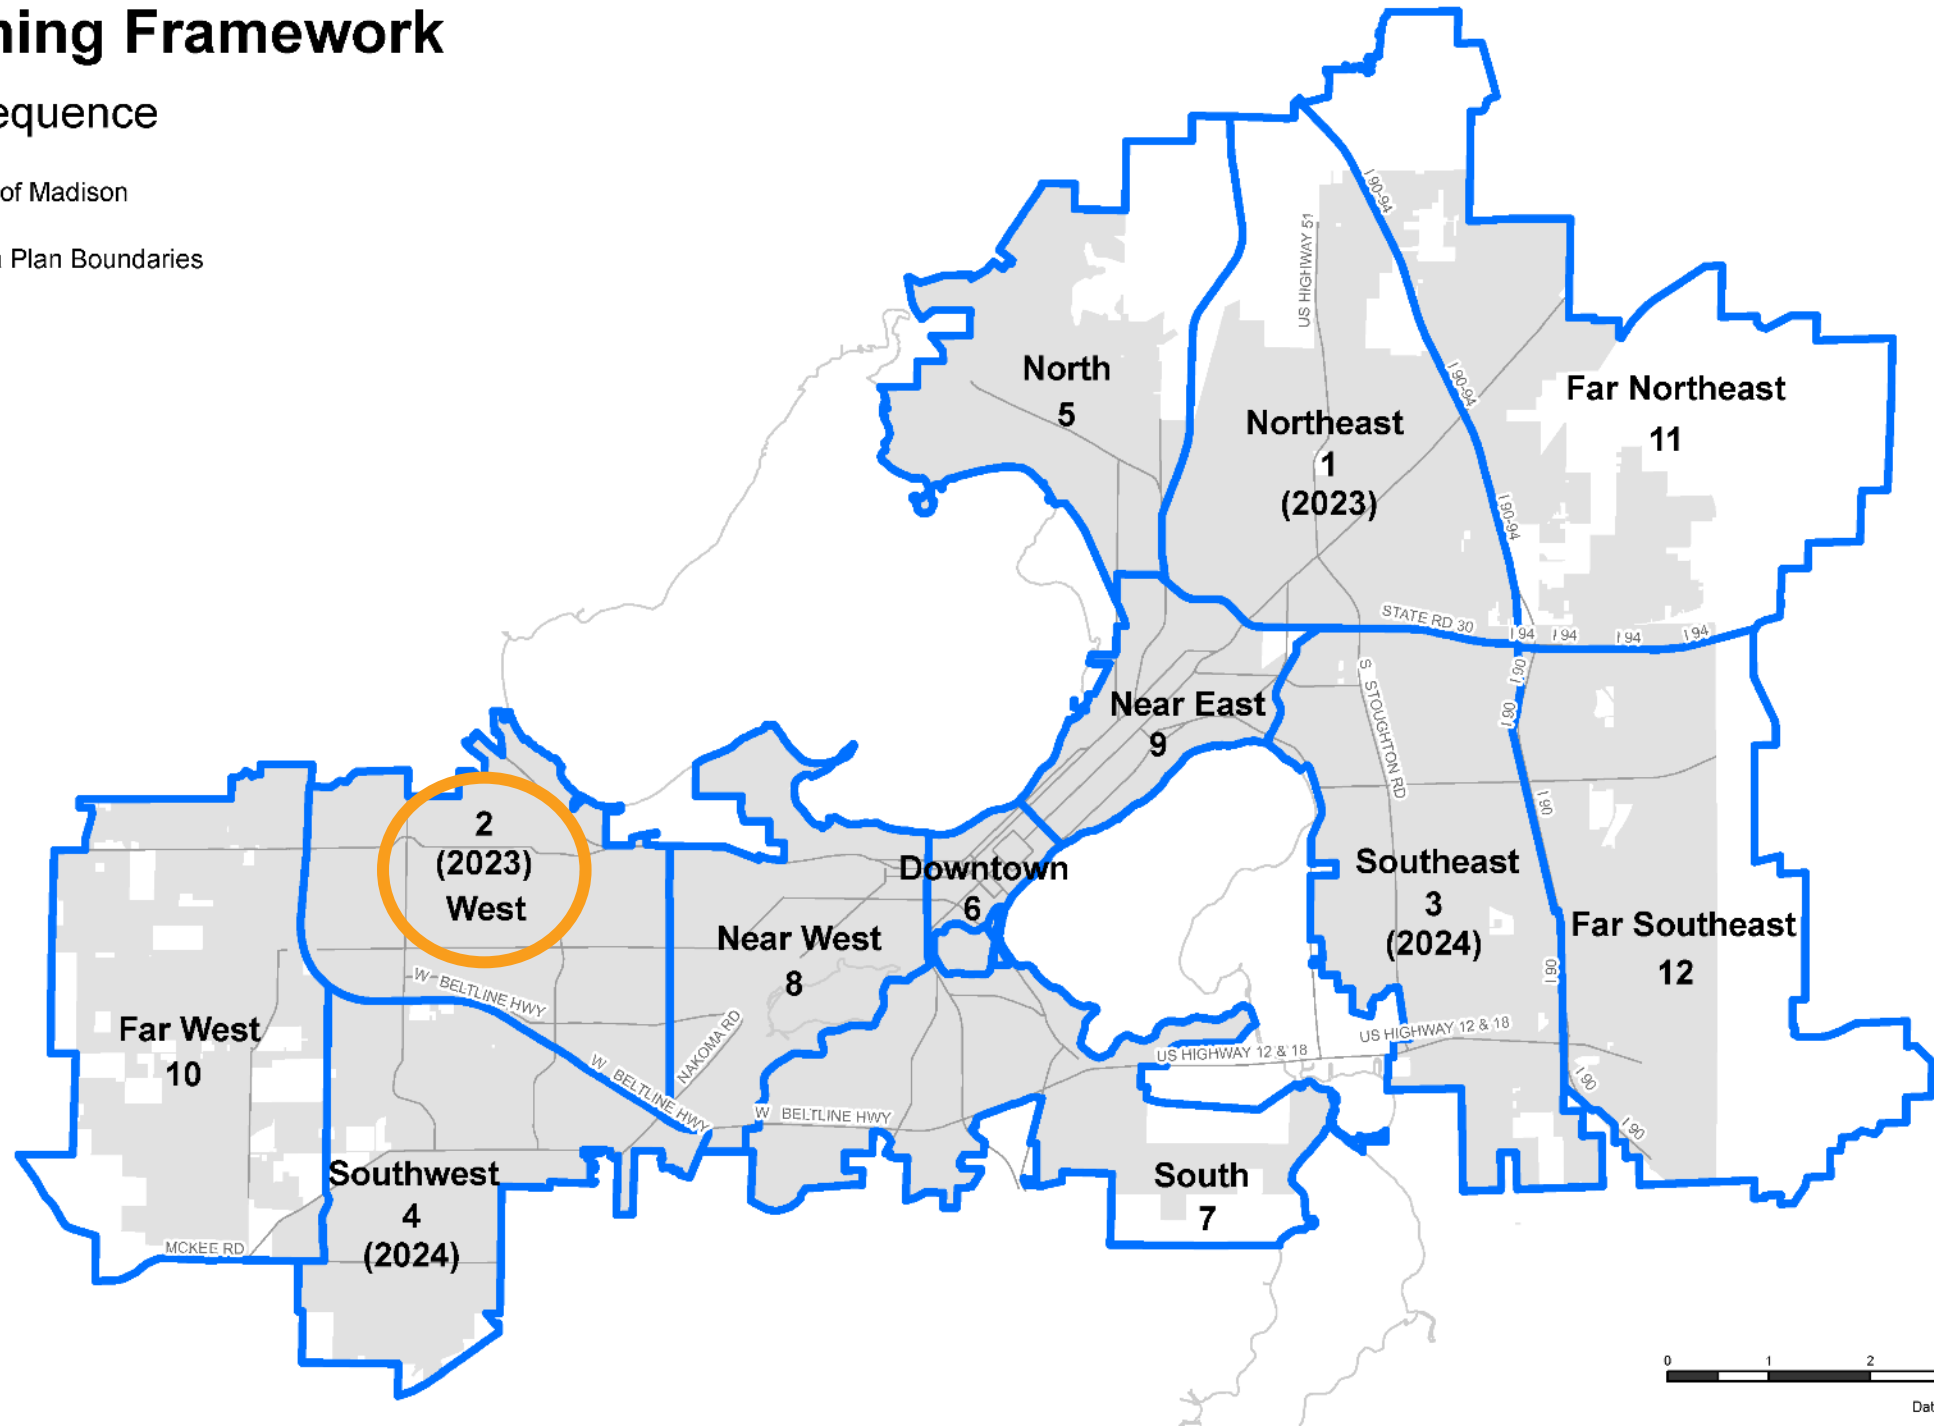 ning Framework
equence
of Madison
Plan Boundaries
I 90-94
US HIGHWAY 51
North
5
I 90-94
Far Northeast
11
Northeast
1
(2023)
I 90-94
STATE RD 30
I 94
I 94
I 94
I 94
I 90
I 90
S STOUGHTON RD
Near East
9
I 90
2
(2023)
West
Downtown
6
Southeast
3
(2024)
Near West
8
Far Southeast
12
I 90
W BELTLINE HWY
Far West
10
NAKOMA RD
US HIGHWAY 12 & 18
US HIGHWAY 12 & 18
W BELTLINE HWY
W BELTLINE HWY
I 90
I 90
Southwest
4
(2024)
South
7
MCKEE RD
0 1 2
Dat